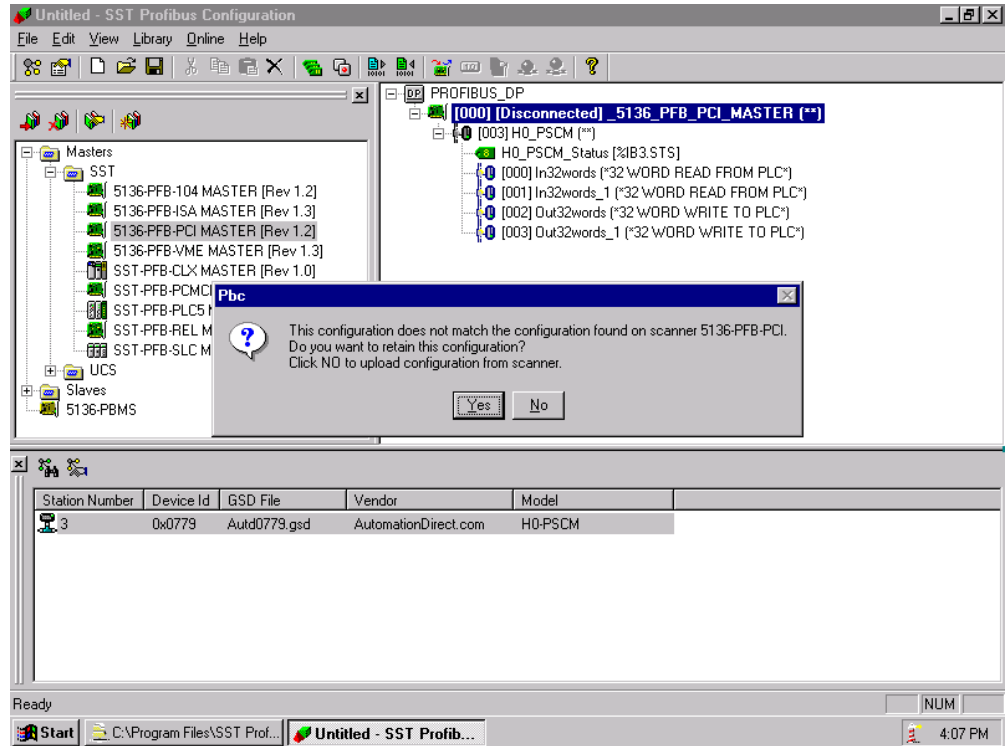 Untitled - SST Profibus Configuration
File Edit View Library Online Help
Masters
SST
5136-PFB-104 MASTER [Rev 1.2]
5136-PFB-ISA MASTER [Rev 1.3]
5136-PFB-PCI MASTER [Rev 1.2]
5136-PFB-VME MASTER [Rev 1.3]
SST-PFB-CLX MASTER [Rev 1.0]
SST-PFB-PCMCI
SST-PFB-PLC5
SST-PFB-REL M
SST-PFB-SLC M
UCS
Slaves
5136-PBMS
DP PROFIBUS_DP
[000] [Disconnected] _5136_PFB_PCI_MASTER (**)
[003] H0_PSCM (**)
H0_PSCM_Status [%IB3.STS]
[000] In32words (*32 WORD READ FROM PLC*)
[001] In32words_1 (*32 WORD READ FROM PLC*)
[002] Out32words (*32 WORD WRITE TO PLC*)
[003] Out32words_1 (*32 WORD WRITE TO PLC*)
Pbc
This configuration does not match the configuration found on scanner 5136-PFB-PCI.
Do you want to retain this configuration?
Click NO to upload configuration from scanner.
Yes No
Station Number Device Id GSD File Vendor Model
3 0x0779 Autd0779.gsd AutomationDirect.com H0-PSCM
Ready NUM
Start C:\Program Files\SST Prof... Untitled - SST Profib... 4:07 PM